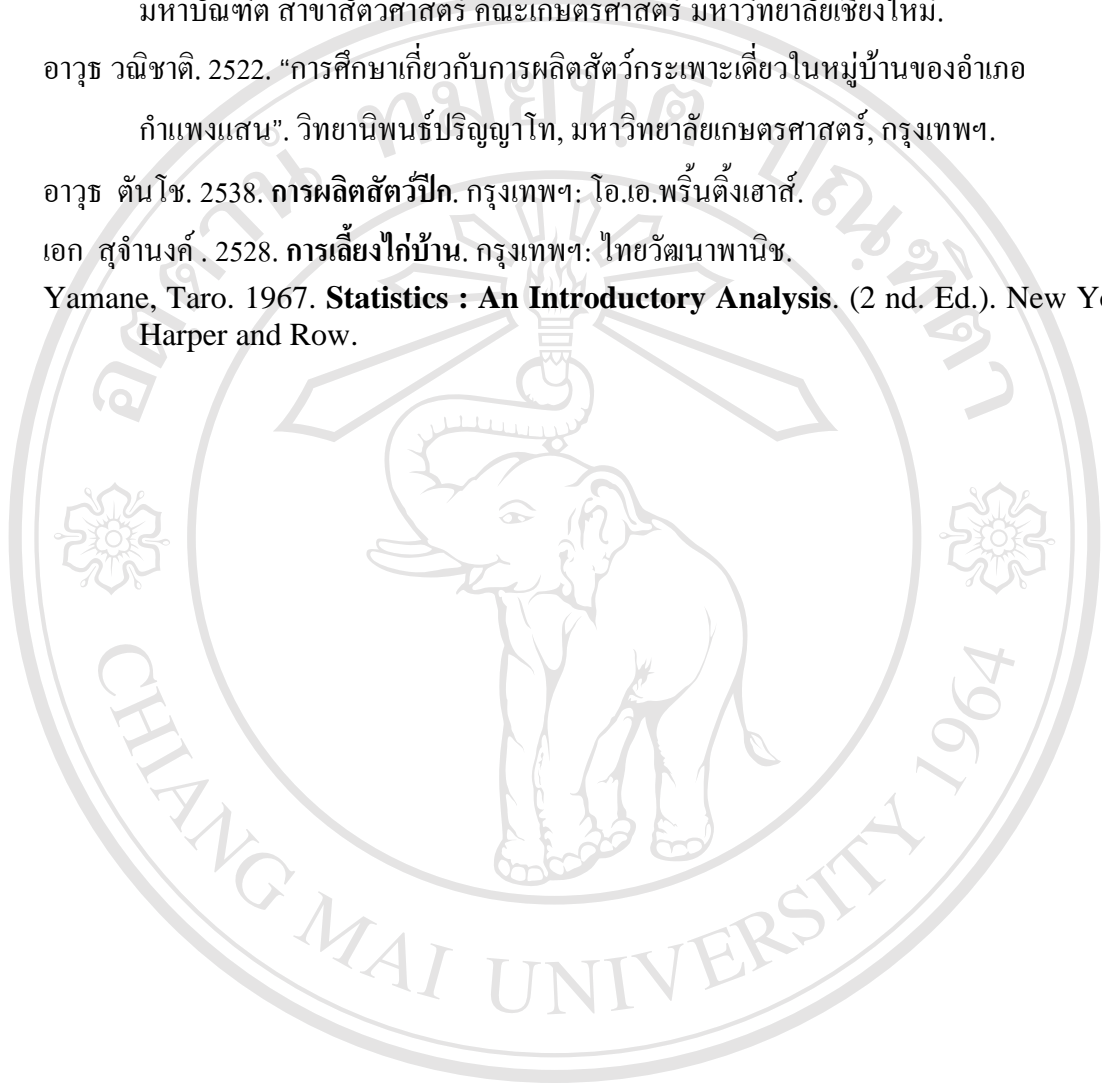 มหาบัณฑิต สาขาสัตวศาสตร์ คณะเกษตรศาสตร์ มหาวิทยาลัยเชียงใหม่.
อาวุธ วณิชาติ. 2522. “การศึกษาเกี่ยวกับการผลิตสัตว์กระเพาะเดี่ยวในหมู่บ้านของอำเภอ
กำแพงแสน”. วิทยานิพนธ์ปริญญาโท, มหาวิทยาลัยเกษตรศาสตร์, กรุงเทพฯ.
อาวุธ ตันโช. 2538. การผลิตสัตว์ปีก. กรุงเทพฯ: โอ.เอ.พริ้นติ้งเฮาส์.
เอก สุจำนงค์ . 2528. การเลี้ยงไก่บ้าน. กรุงเทพฯ: ไทยวัฒนาพานิช.
Yamane, Taro. 1967. Statistics : An Introductory Analysis. (2 nd. Ed.). New Yo
Harper and Row.
CHIANG MAI UNIVERSITY 1964